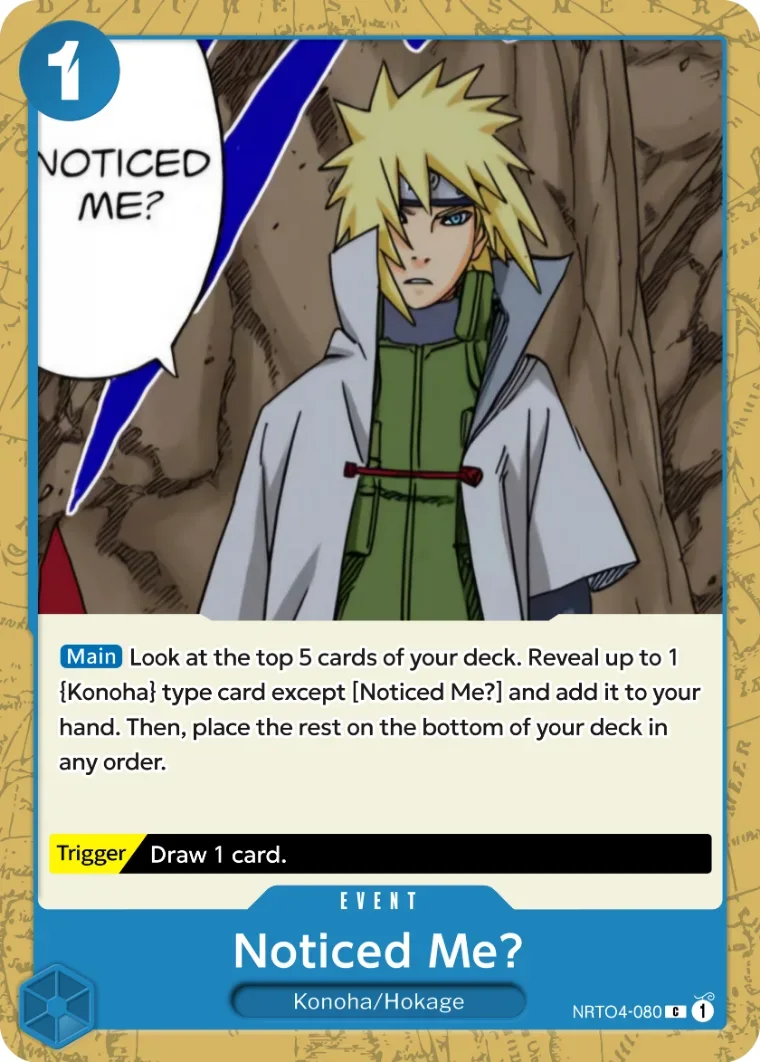 1
NOTICED
ME?
Main Look at the top 5 cards of your deck. Reveal up to 1
{Konoha} type card except [Noticed Me?] and add it to your
hand. Then, place the rest on the bottom of your deck in
any order.
Trigger Draw 1 card.
EVENT
Noticed Me?
Konoha/Hokage
NRTO4-080 C 1